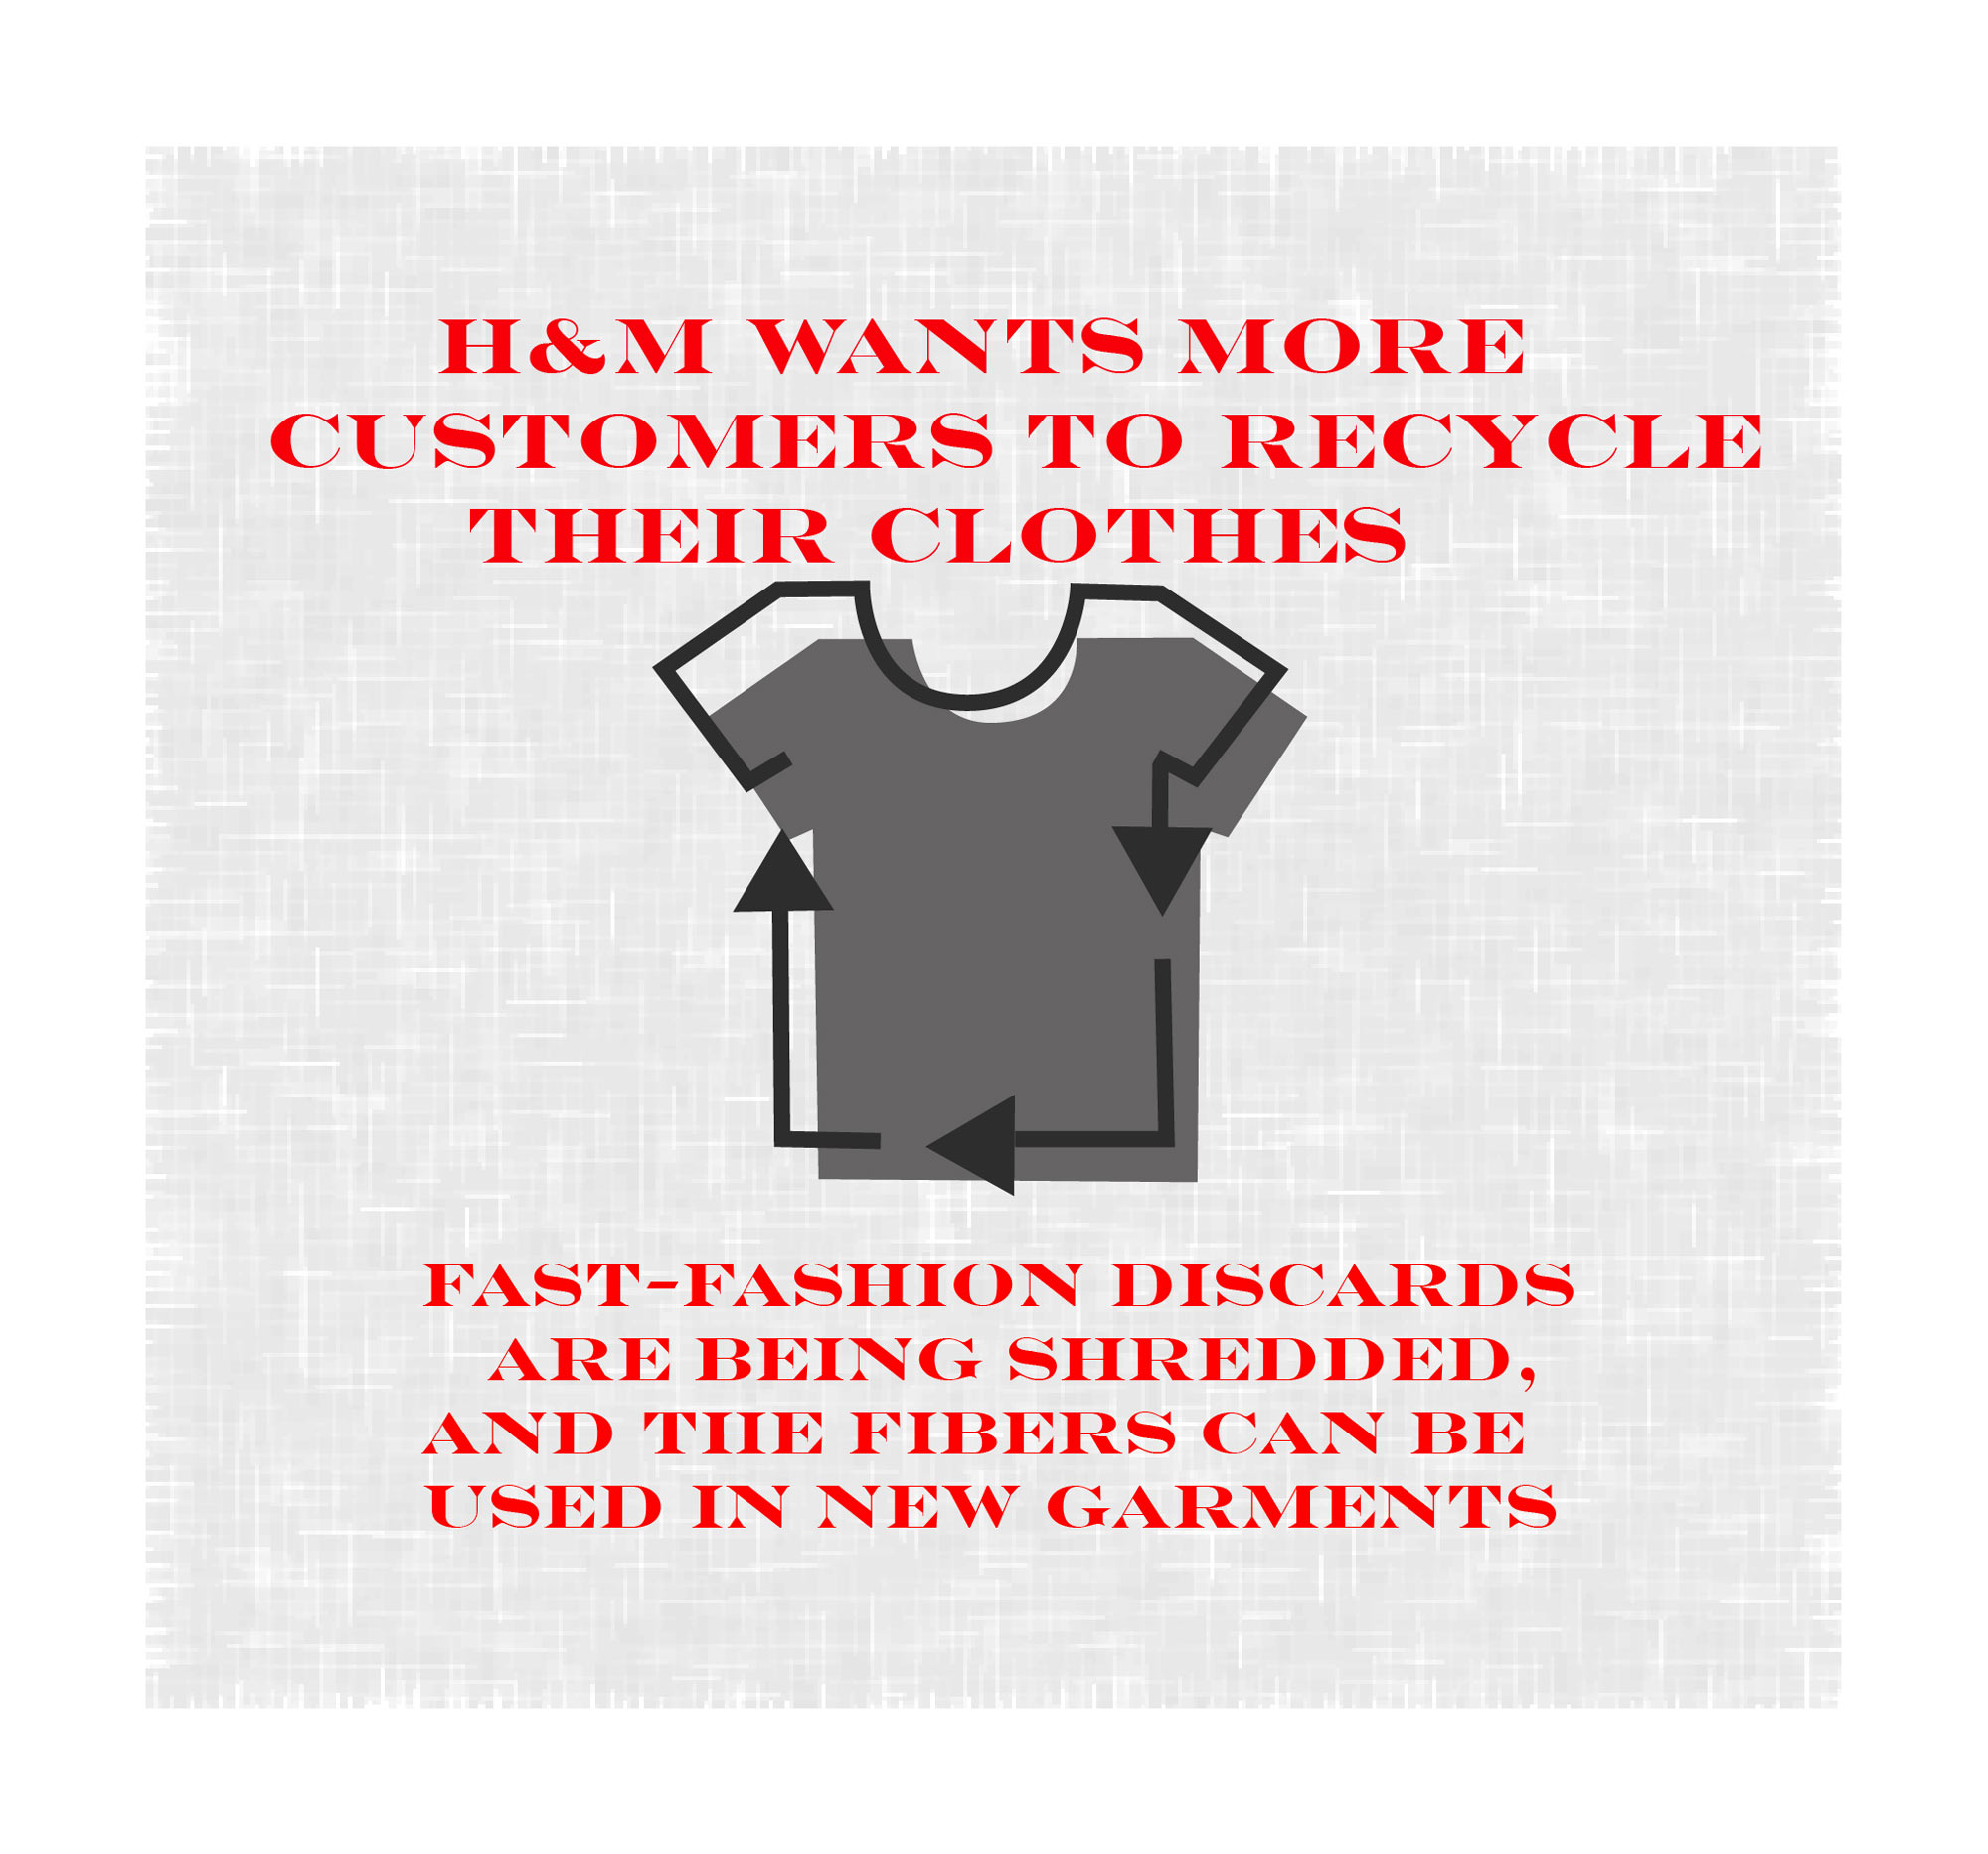 H&M WANTS MORE
CUSTOMERS TO RECYCLE
THEIR CLOTHES
FAST-FASHION DISCARDS
ARE BEING SHREDDED,
AND THE FIBERS CAN BE
USED IN NEW GARMENTS